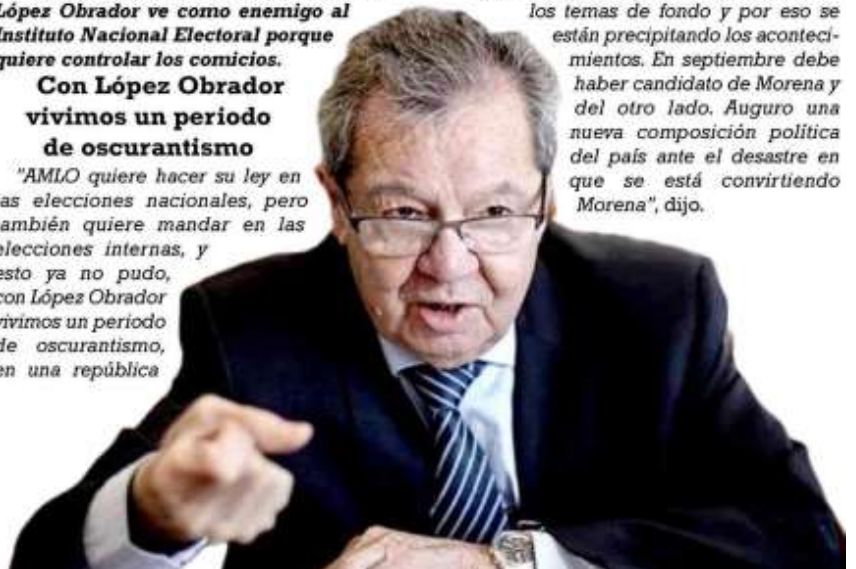 López Obrador ve como enemigo al
Instituto Nacional Electoral porque
quiere controlar los comicios.
Con López Obrador
vivimos un periodo
de oscurantismo
"AMLO quiere hacer su ley en
las elecciones nacionales, pero
también quiere mandar en las
elecciones internas, y
esto ya no pudo,
con López Obrador
vivimos un periodo
de oscurantismo,
en una república
los temas de fondo y por eso se
están precipitando los aconteci-
mientos. En septiembre debe
haber candidato de Morena y
del otro lado. Auguro una
nueva composición política
del país ante el desastre en
que se está convirtiendo
Morena", dijo.